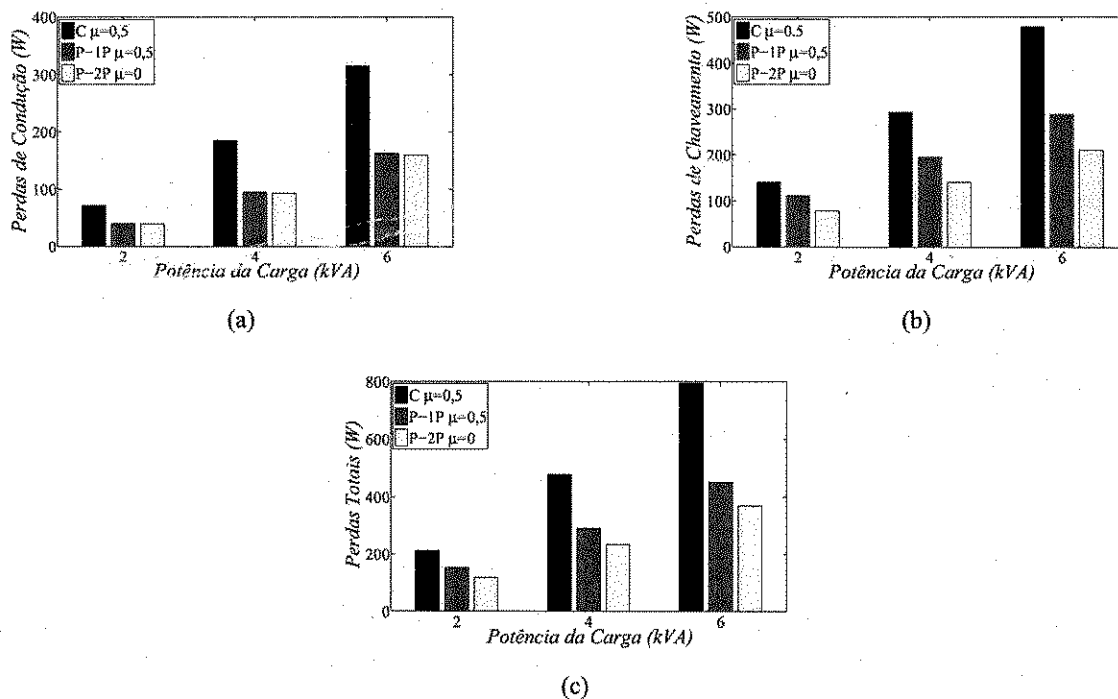 400
300
200
100
0
Perdas de Condução (W)
C μ=0,5
P−1P μ=0,5
P−2P μ=0
2 4 6
Potência da Carga (kVA)
(a)
500
400
300
200
100
0
Perdas de Chaveamento (W)
C μ=0.5
P−1P μ=0,5
P−2P μ=0
2 4 6
Potência da Carga (kVA)
(b)
800
600
400
200
0
Perdas Totais (W)
C μ=0,5
P−1P μ=0,5
P−2P μ=0
2 4 6
Potência da Carga (kVA)
(c)